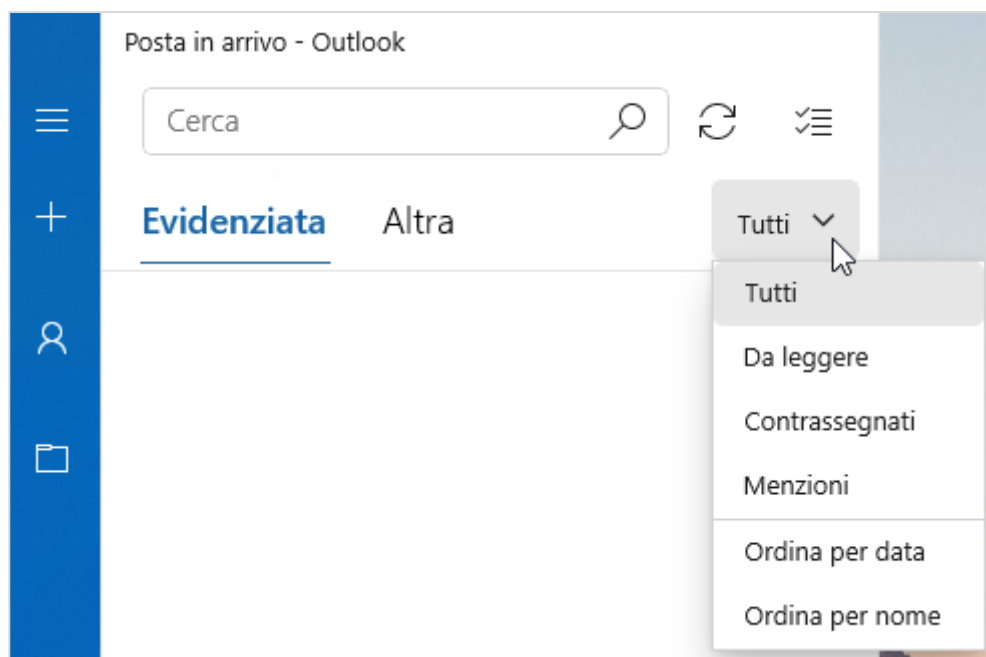 Posta in arrivo - Outlook
Cerca
Evidenziata Altra Tutti
Tutti
Da leggere
Contrassegnati
Menzioni
Ordina per data
Ordina per nome